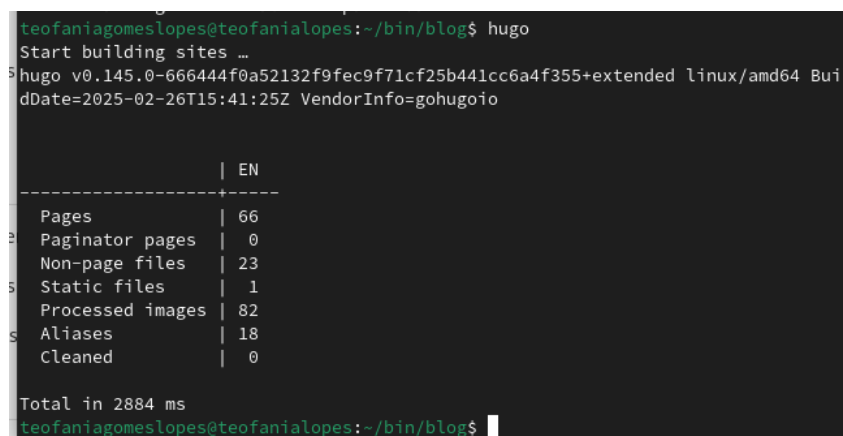 teofaniagomeslopes@teofanialopes:~/bin/blog$ hugo
Start building sites …
hugo v0.145.0-666444f0a52132f9fec9f71cf25b441cc6a4f355+extended linux/amd64 Bui
dDate=2025-02-26T15:41:25Z VendorInfo=gohugoio
| EN
-------------------+-----
Pages | 66
Paginator pages | 0
Non-page files | 23
Static files | 1
Processed images | 82
Aliases | 18
Cleaned | 0
Total in 2884 ms
teofaniagomeslopes@teofanialopes:~/bin/blog$